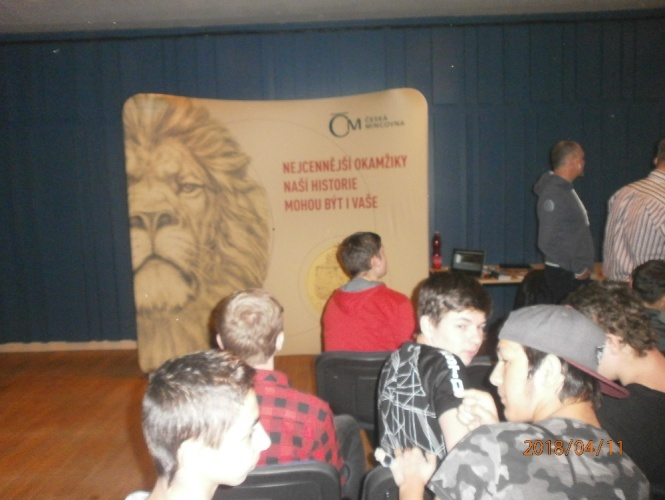 ČM ČESKÁ
MINCOVNA
NEJCENNĚJŠÍ OKAMŽIKY
NAŠÍ HISTORIE
MOHOU BÝT I VAŠE
2018/04/11